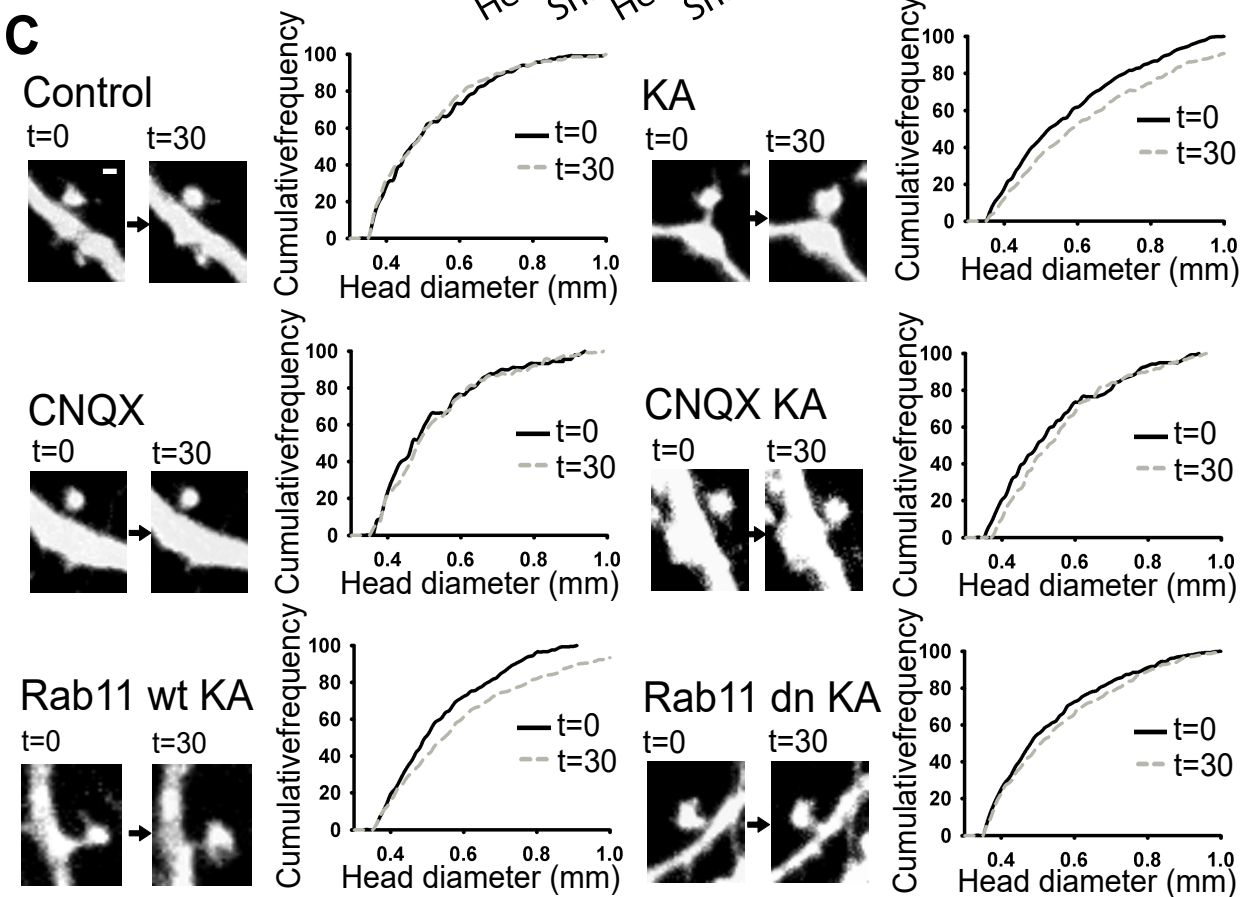 He Sh He Sh
C
Control
t=0 t=30
Cumulativefrequency
100
80
60
40
20
0
0.4 0.6 0.8 1.0
Head diameter (mm)
t=0
t=30
KA
t=0 t=30
Cumulativefrequency
100
80
60
40
20
0
0.4 0.6 0.8 1.0
Head diameter (mm)
t=0
t=30
CNQX
t=0 t=30
Cumulativefrequency
100
80
60
40
20
0
0.4 0.6 0.8 1.0
Head diameter (mm)
t=0
t=30
CNQX KA
t=0 t=30
Cumulativefrequency
100
80
60
40
20
0
0.4 0.6 0.8 1.0
Head diameter (mm)
t=0
t=30
Rab11 wt KA
t=0 t=30
Cumulativefrequency
100
80
60
40
20
0
0.4 0.6 0.8 1.0
Head diameter (mm)
t=0
t=30
Rab11 dn KA
t=0 t=30
Cumulativefrequency
100
80
60
40
20
0
0.4 0.6 0.8 1.0
Head diameter (mm)
t=0
t=30